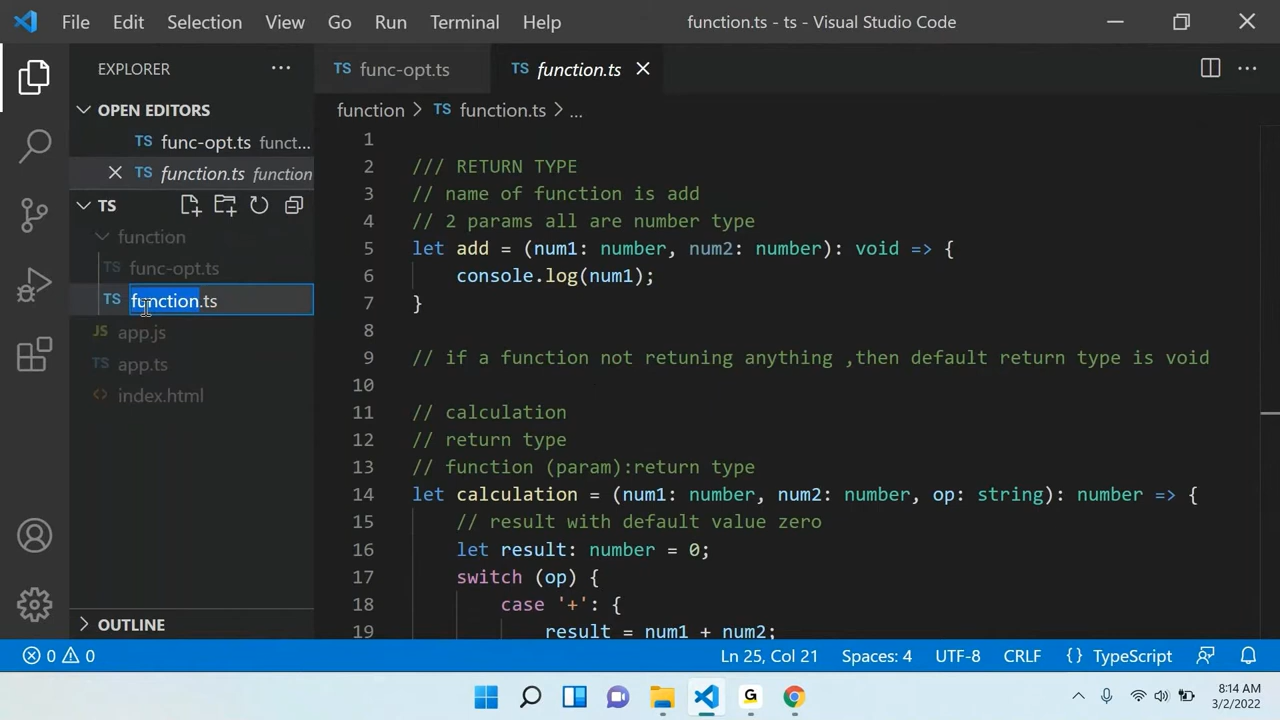 File Edit Selection View Go Run Terminal Help function.ts - ts - Visual Studio Code
EXPLORER ...
TS func-opt.ts TS function.ts
OPEN EDITORS
TS func-opt.ts funct...
TS function.ts function
TS
function
TS func-opt.ts
TS function.ts
JS app.js
TS app.ts
<> index.html
OUTLINE
function > TS function.ts > ...
1
2 /// RETURN TYPE
3 // name of function is add
4 // 2 params all are number type
5 let add = (num1: number, num2: number): void => {
6 console.log(num1);
7 }
8
9 // if a function not retuning anything ,then default return type is void
10
11 // calculation
12 // return type
13 // function (param):return type
14 let calculation = (num1: number, num2: number, op: string): number => {
15 // result with default value zero
16 let result: number = 0;
17 switch (op) {
18 case '+': {
19 result = num1 + num2;
0 0 Ln 25, Col 21 Spaces: 4 UTF-8 CRLF {} TypeScript
G
8:14 AM
3/2/2022